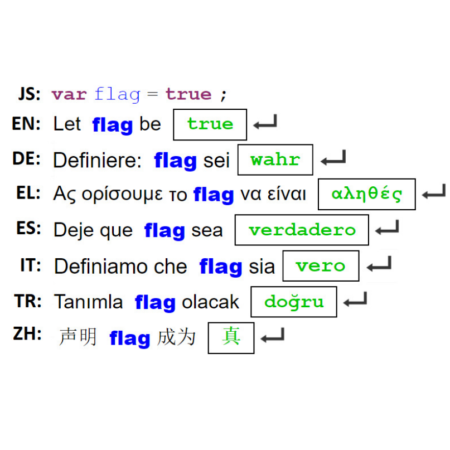 JS: var flag = true ;
EN: Let flag be true
DE: Definiere: flag sei wahr
EL: Ας ορίσουμε το flag να είναι αληθές
ES: Deje que flag sea verdadero
IT: Definiamo che flag sia vero
TR: Tanımla flag olacak doğru
ZH: 声明 flag 成为 真